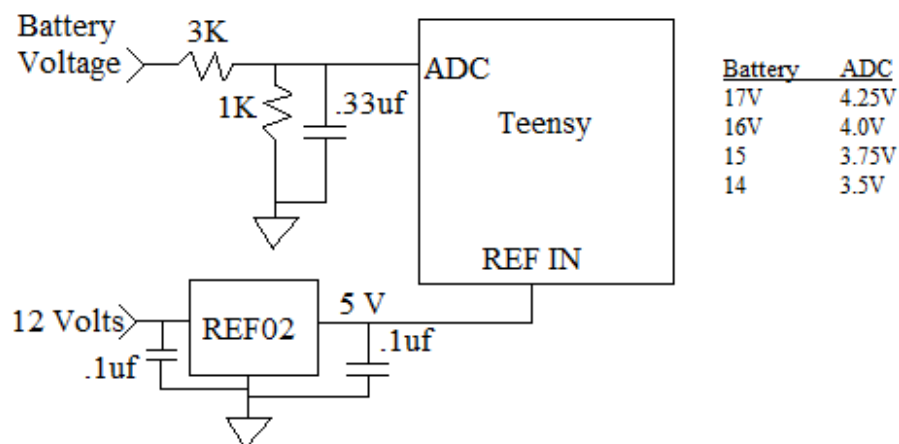 Battery
Voltage
3K
1K
.33uf
ADC
Teensy
REF IN
Battery ADC
17V 4.25V
16V 4.0V
15 3.75V
14 3.5V
12 Volts
.1uf
REF02
5 V
.1uf